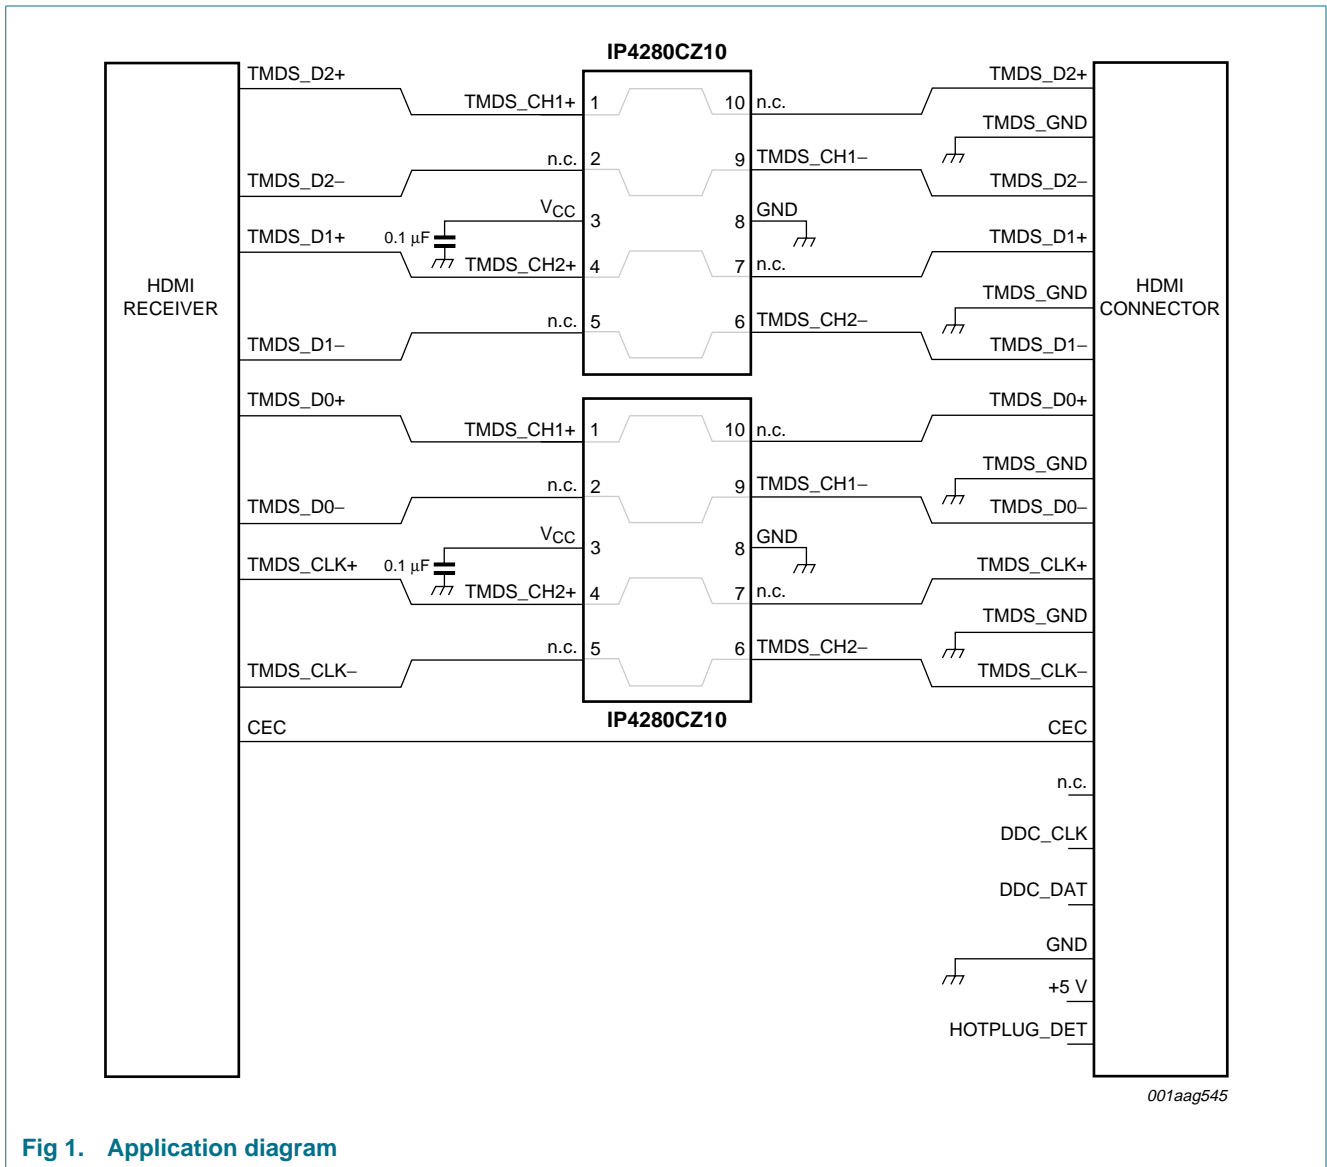 IP4280CZ10
TMDS_D2+
TMDS_CH1+ 1
10 n.c.
TMDS_D2+
TMDS_GND
n.c. 2
9 TMDS_CH1−
TMDS_D2−
TMDS_D2−
VCC 3
8 GND
TMDS_D1+
0.1 μF
TMDS_D1+
TMDS_CH2+ 4
7 n.c.
HDMI
RECEIVER
TMDS_GND
HDMI
CONNECTOR
n.c. 5
6 TMDS_CH2−
TMDS_D1−
TMDS_D1−
TMDS_D0+
TMDS_D0+
TMDS_CH1+ 1
10 n.c.
TMDS_GND
n.c. 2
9 TMDS_CH1−
TMDS_D0−
TMDS_D0−
VCC 3
8 GND
TMDS_CLK+
0.1 μF
TMDS_CLK+
TMDS_CH2+ 4
7 n.c.
TMDS_GND
n.c. 5
6 TMDS_CH2−
TMDS_CLK−
TMDS_CLK−
IP4280CZ10
CEC
CEC
n.c.
DDC_CLK
DDC_DAT
GND
+5 V
HOTPLUG_DET
001aag545
Fig 1. Application diagram